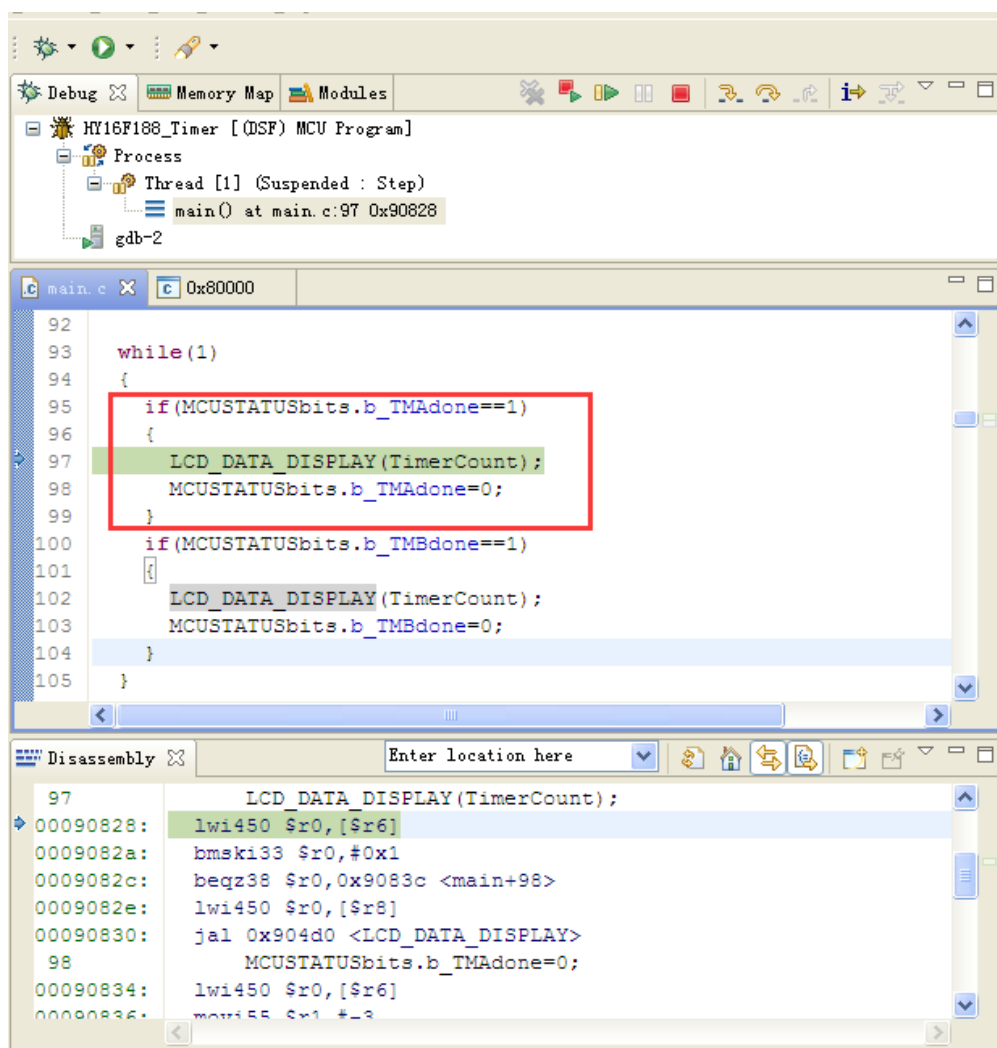 Debug Memory Map Modules
HY16F188_Timer [(DSF) MCU Program]
Process
Thread [1] (Suspended : Step)
main() at main.c:97 0x90828
gdb-2
main.c 0x80000
92
93 while(1)
94 {
95 if(MCUSTATUSbits.b_TMAdone==1)
96 {
97 LCD_DATA_DISPLAY(TimerCount);
98 MCUSTATUSbits.b_TMAdone=0;
99 }
100 if(MCUSTATUSbits.b_TMBdone==1)
101 {
102 LCD_DATA_DISPLAY(TimerCount);
103 MCUSTATUSbits.b_TMBdone=0;
104 }
105 }
Disassembly Enter location here
97 LCD_DATA_DISPLAY(TimerCount);
00090828: lwi450 $r0,[$r6]
0009082a: bmski33 $r0,#0x1
0009082c: beqz38 $r0,0x9083c <main+98>
0009082e: lwi450 $r0,[$r8]
00090830: jal 0x904d0 <LCD_DATA_DISPLAY>
98 MCUSTATUSbits.b_TMAdone=0;
00090834: lwi450 $r0,[$r6]
00090836: movi55 $r1,#-3